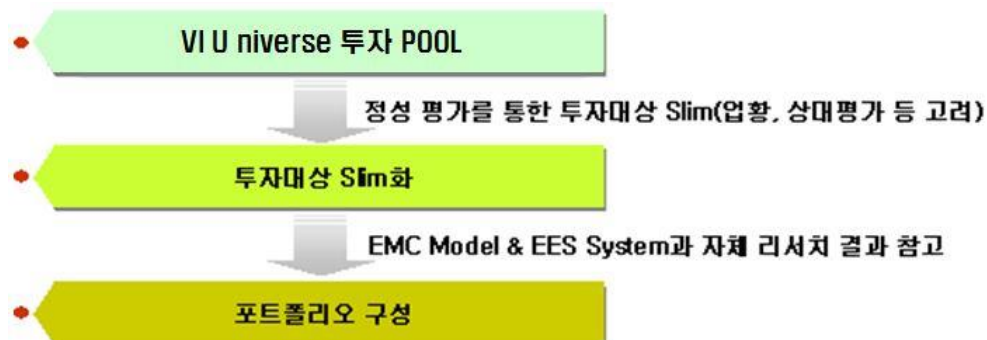 VI U niverse 투자 POOL
정성 평가를 통한 투자대상 Slim(업황, 상대평가 등 고려)
투자대상 Slim화
EMC Model & EES System과 자체 리서치 결과 참고
포트폴리오 구성